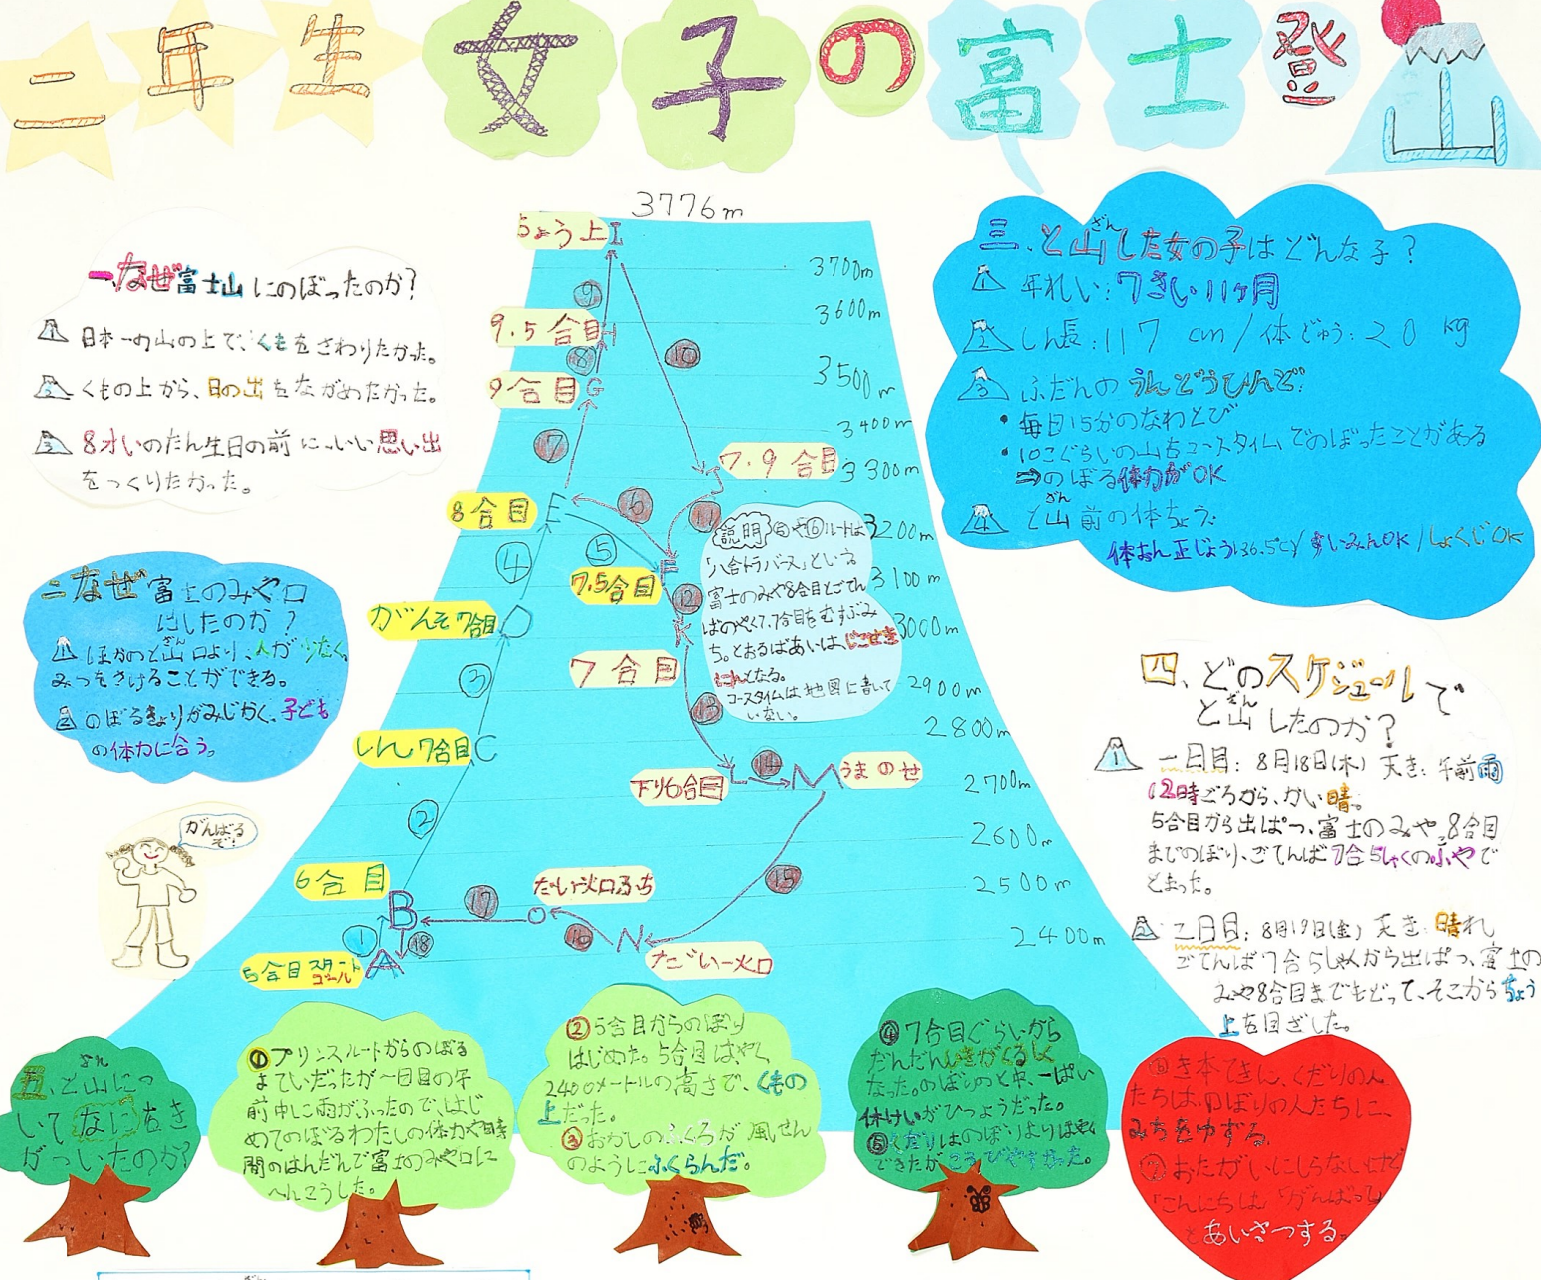 二年生女子の富士登山
一、なぜ富士山にのぼったのか?
1 日本一の山の上で、くもをさわりたかった。
2 くもの上から、日の出をながめたかった。
3 8才いのたん生日の前にいい思い出
をつくりたかった。
二なぜ富士のみや口
にしたのか?
1 ほかのと山口より、人が少なく、
ざん
みつをさけることができる。
2 のぼるきょりがみじかく、子ども
の体力に合う。
がんばる
ぞ!
3776m
ちょう上 I
3700m
⑨
3600m
9.5合目 H
⑧
⑩
3500m
9合目 G
3400m
⑦
7.9合目 J
3300m
8合目 E
⑥
⑪
3200m
④
⑤
7.5合目 F
3100m
⑫
がんそ7合目 D
K
3000m
7合目
③
2900m
⑬
2800m
しん7合目 C
下り6合目 L
⑭
M うまのせ
2700m
②
2600m
⑮
6合目 B
⑰
たい火口ふち
O
2500m
①
⑱
⑯
N
2400m
5合目 スタート
ゴール
A
だい一火口
説明 ⑤や⑥ルートは
「八合トラバース」という
富士のみや8合目とごてん
ばのやく7.7合目をむすぶみ
ち。とおるばあいは、じこせき
にんとなる。
コースタイムは地図に書いて
いない。
三、と山した女の子はどんな子?
ざん
1 年れい:7さい11ヶ月
2 しん長:117cm/体じゅう:20kg
3 ふだんのうんどうひんど:
・毎日15分のなわとび
・10こぐらいの山をコースタイムでのぼったことがある
⇒のぼる体力がOK
4 と山前の体ちょう:
ざん
体おん正じょう(36.5℃)/すいみんOK/しょくじOK
四、どのスケジュールで
と山したのか?
ざん
1 一日目:8月18日(木) 天き:午前雨
12時ごろから、かい晴。
5合目から出ぱつ、富士のみや8合目
までのぼり、ごてんば7合5しゃくの小やで
とまった。
2 二日目:8月19日(金) 天き:晴れ
ごてんば7合5しゃくから出ぱつ、富士の
みや8合目までもどって、そこからちょう
上を目ざした。
五、と山につ
ざん
いてなにをき
がついたのか?
①プリンスルートからのぼる
よていだったが一日目の午
前中に雨がふったので、はじ
めてのぼるわたしの体力や時
間のはんだんで富士のみや口に
へんこうした。
②5合目からのぼり
はじめた。5合目はやく
2400メートルの高さで、くもの
上だった。
③おかしのふくろが風せん
のようにふくらんだ。
④7合目ぐらいから
だんだんいきがくるしく
なった。のぼりのと中、一ぱい
休けいがひつようだった。
⑤くだりはのぼりよりはやく
できたがころびやすかった。
⑥き本てきに、くだりの人
たちは、のぼりの人たちに、
みちをゆずる。
⑦おたがいにしらないけど
「こんにちは」「がんばって」
とあいさつする。